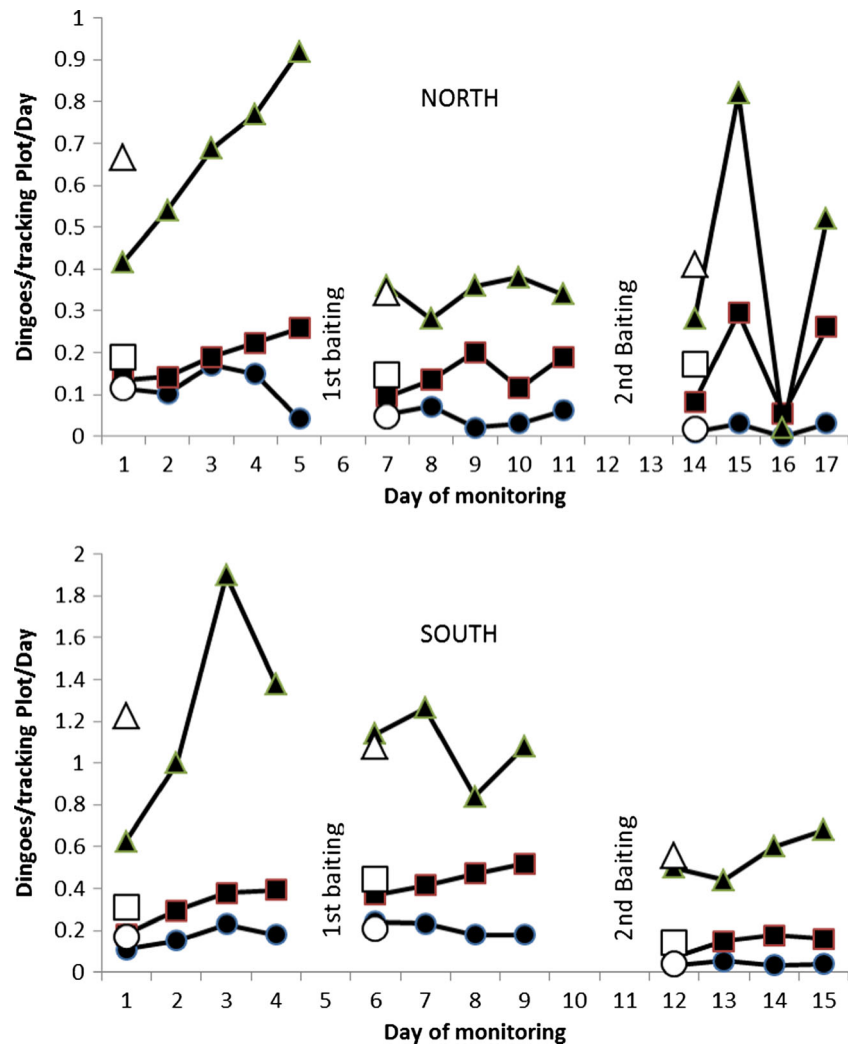 1
0.9
0.8
0.7
0.6
0.5
0.4
0.3
0.2
0.1
0
Dingoes/tracking Plot/Day
NORTH
1st baiting
2nd Baiting
1 2 3 4 5 6 7 8 9 10 11 12 13 14 15 16 17
Day of monitoring
2
1.8
1.6
1.4
1.2
1
0.8
0.6
0.4
0.2
0
Dingoes/tracking Plot/Day
SOUTH
1st baiting
2nd Baiting
1 2 3 4 5 6 7 8 9 10 11 12 13 14 15
Day of monitoring